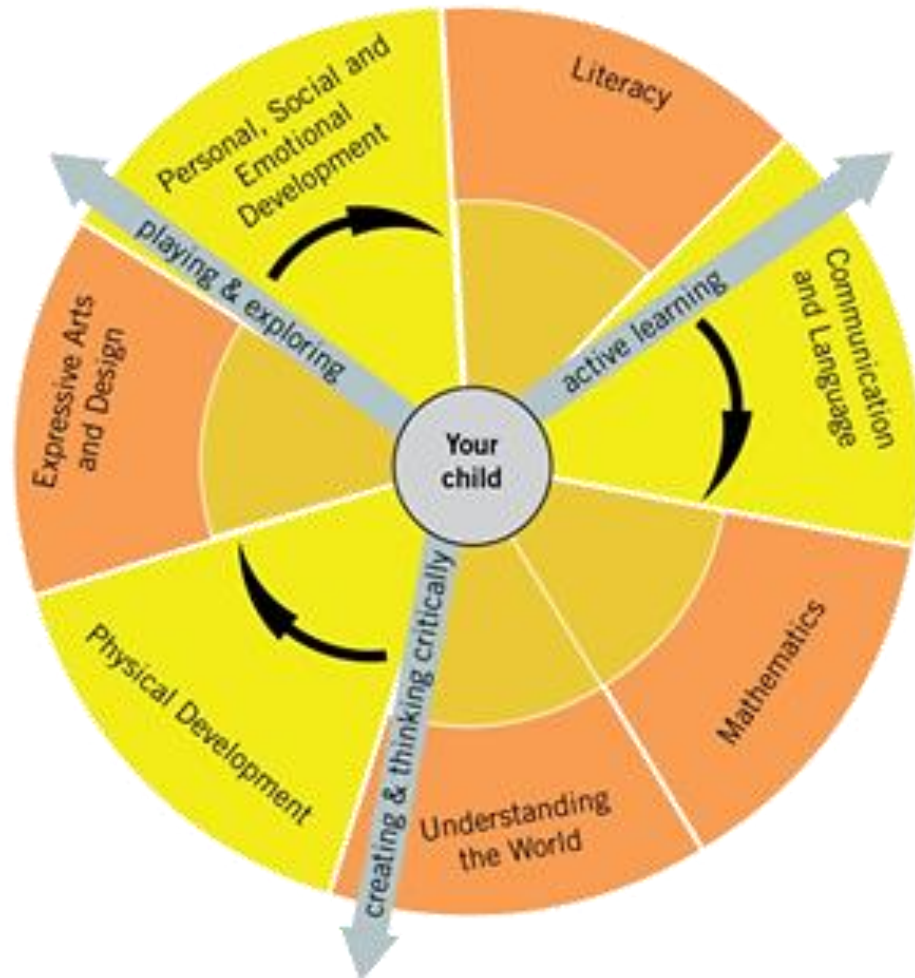 Personal, Social and
Emotional
Development
Literacy
Communication
and Language
Mathematics
Understanding
the World
Physical Development
Expressive Arts
and Design
playing & exploring
active learning
creating & thinking critically
Your
child